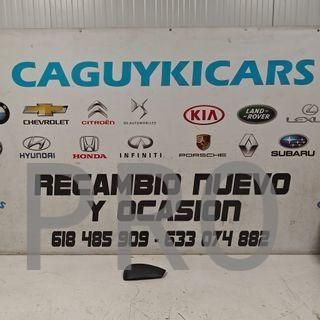 CAGUYKICARS
CHEVROLET CITROËN DS AUTOMOBILES KIA LAND-ROVER LEXUS
HYUNDAI HONDA INFINITI PORSCHE SUBARU
RECAMBIO NUEVO
Y OCASION
618 485 909 - 633 074 882
PRO